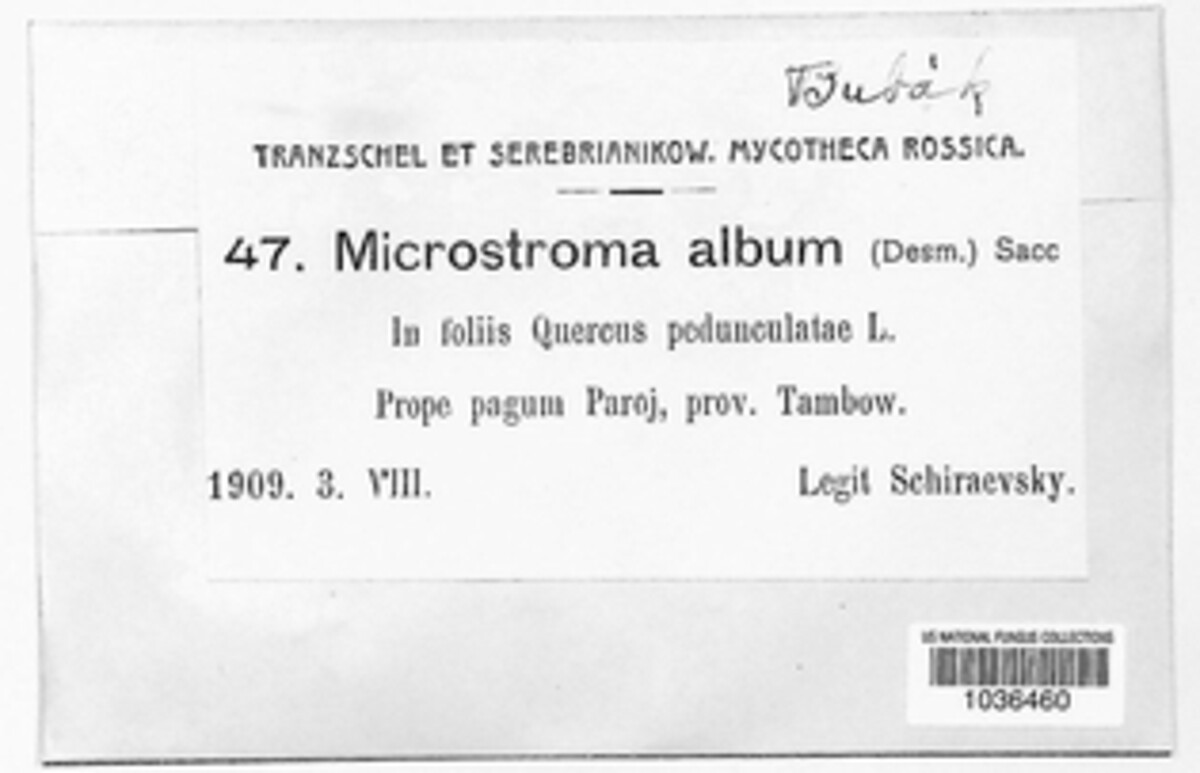 Bubák
TRANZSCHEL ET SEREBRIANIKOW. MYCOTHECA ROSSICA.
47. Microstroma album (Desm.) Sacc
In foliis Quercus pedunculatae L.
Prope pagum Paroj, prov. Tambow.
1909. 3. VIII.
Legit Schiraevsky.
US NATIONAL FUNGUS COLLECTIONS
1036460